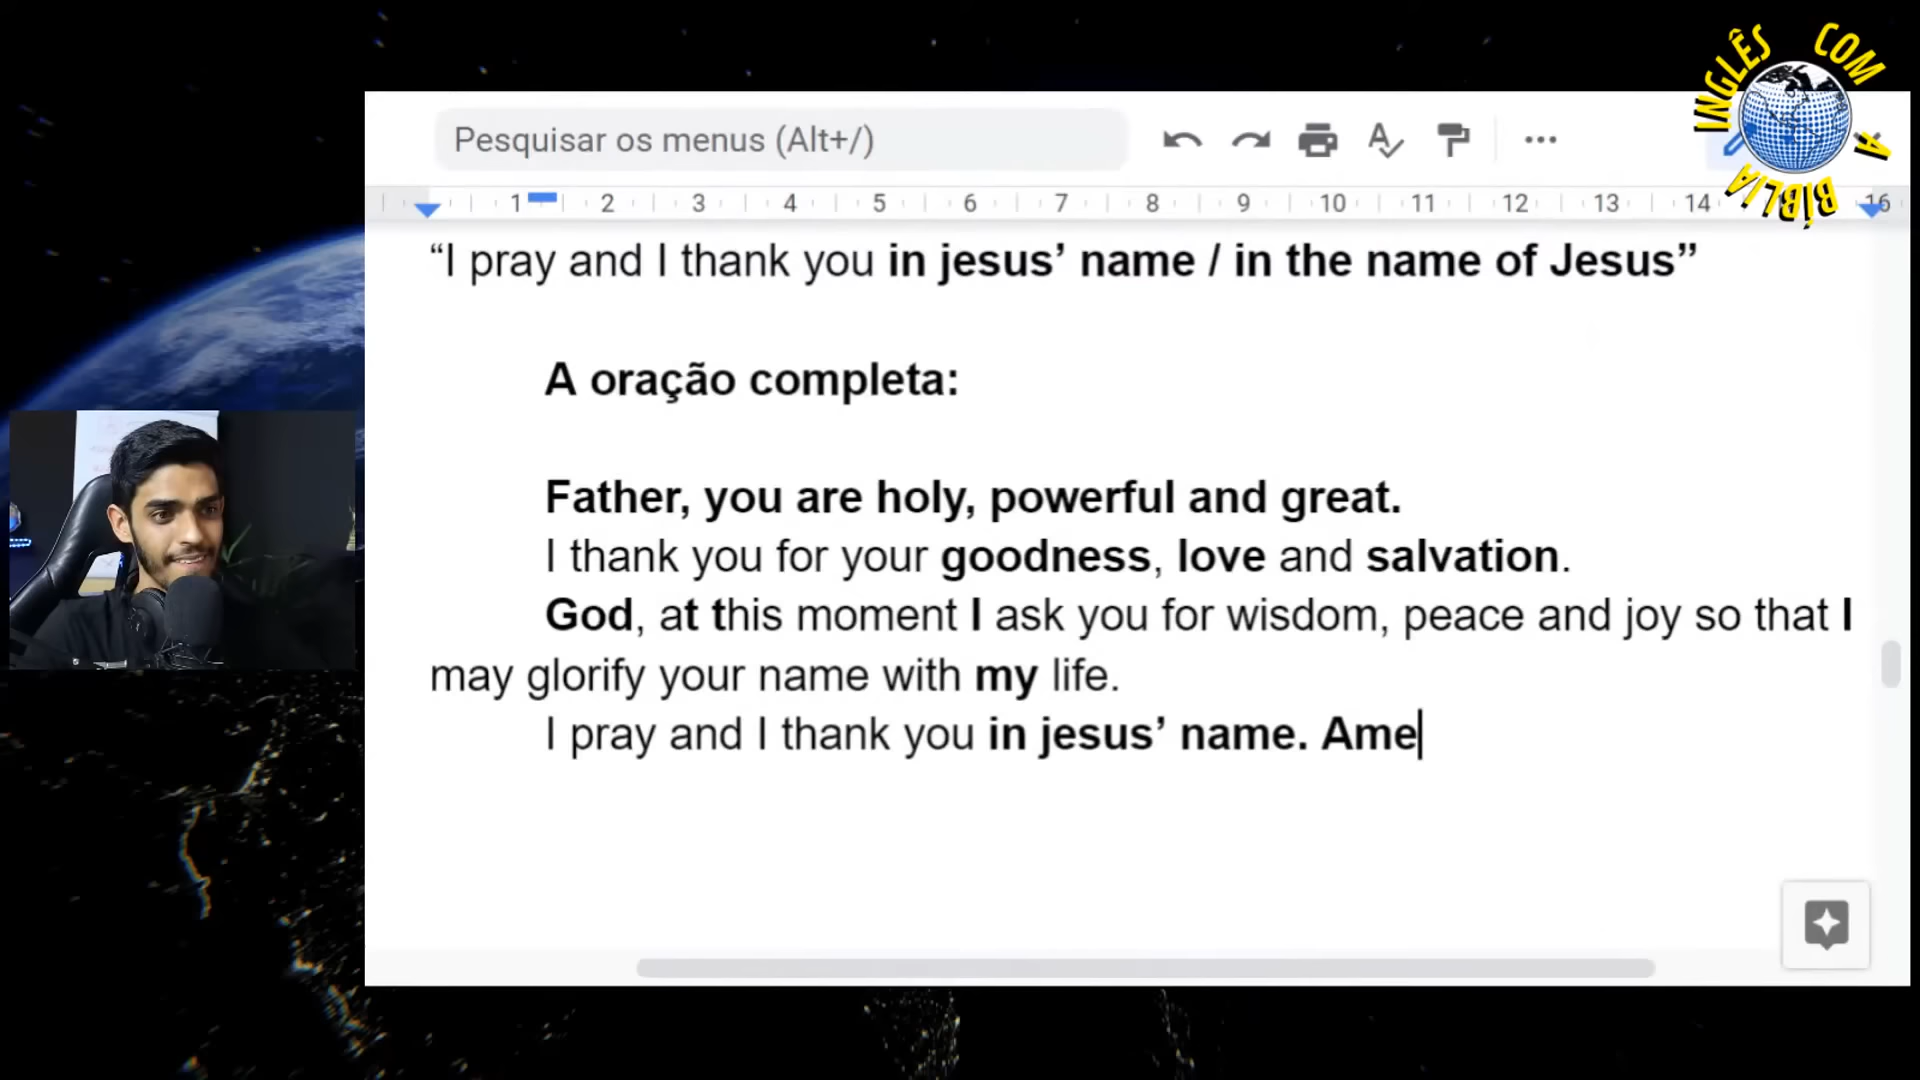 INGLÊS COM A BÍBLIA
Pesquisar os menus (Alt+/)
1 2 3 4 5 6 7 8 9 10 11 12 13 14 16
“I pray and I thank you in jesus’ name / in the name of Jesus”
A oração completa:
Father, you are holy, powerful and great.
I thank you for your goodness, love and salvation.
God, at this moment I ask you for wisdom, peace and joy so that I
may glorify your name with my life.
I pray and I thank you in jesus’ name. Ame